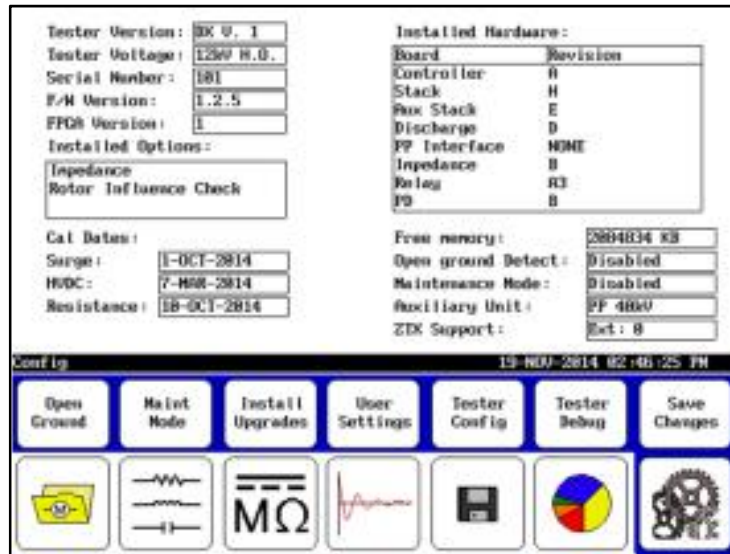 Tester Version: DX V. 1
Tester Voltage: 12kV H.O.
Serial Number: 101
F/W Version: 1.2.5
FPGA Version: 1
Installed Options:
Impedance
Rotor Influence Check
Cal Dates:
Surge: 1-OCT-2014
HVDC: 7-MAR-2014
Resistance: 10-OCT-2014
Installed Hardware:
Board Revision
Controller A
Stack H
Aux Stack E
Discharge D
PP Interface NONE
Impedance B
Relay A3
PD B
Free memory: 2004834 KB
Open ground Detect: Disabled
Maintenance Mode: Disabled
Auxiliary Unit: PP 40kV
ZTX Support: Ext: 0
Config 19-NOV-2014 02:46:25 PM
Open Ground
Maint Mode
Install Upgrades
User Settings
Tester Config
Tester Debug
Save Changes
M
MΩ